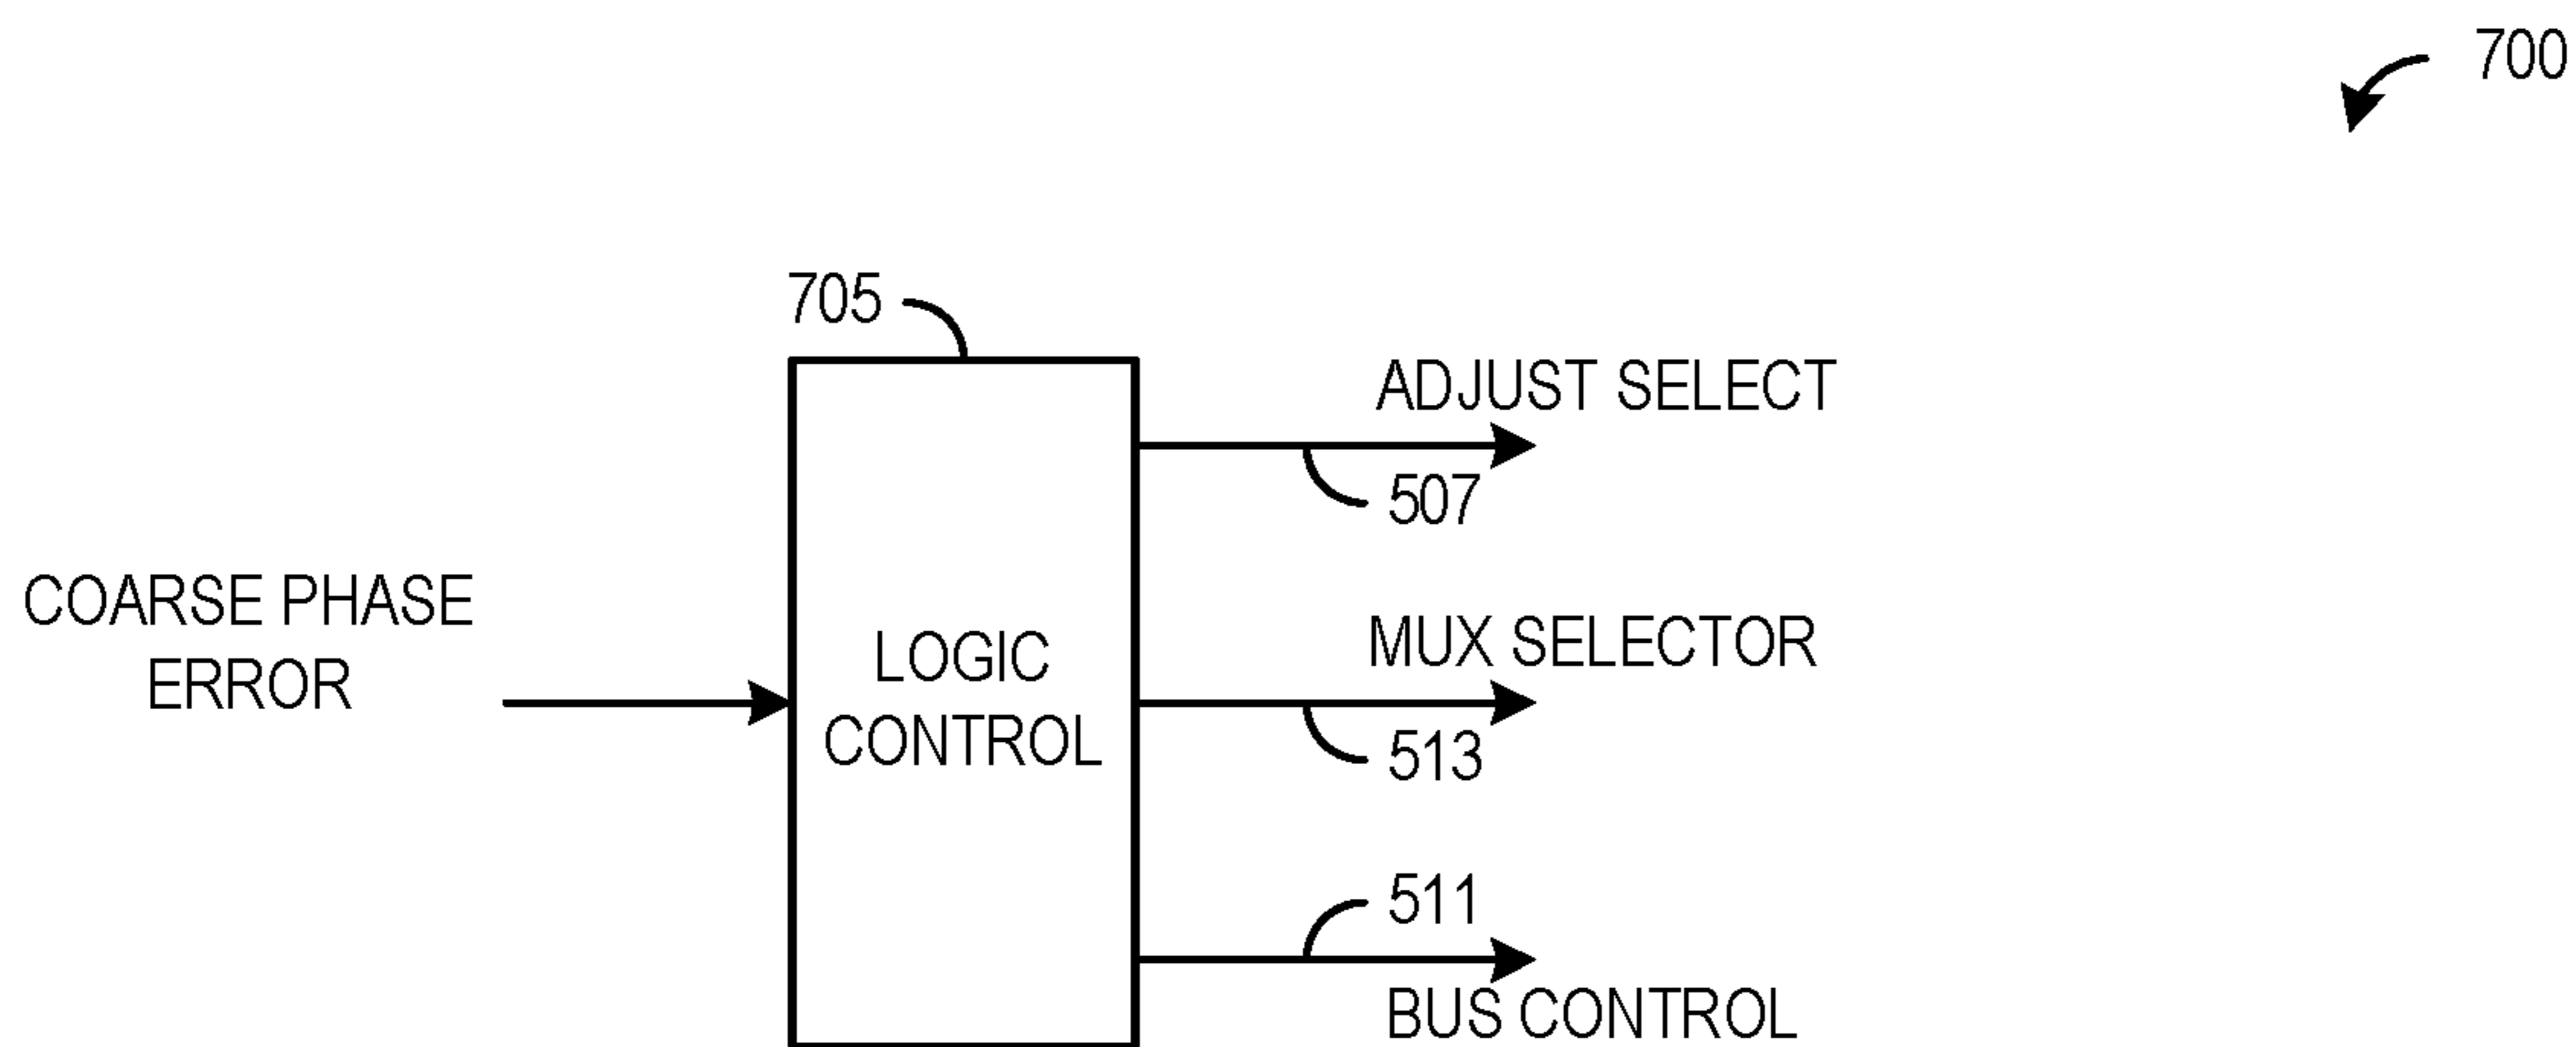 700
705
ADJUST SELECT
507
COARSE PHASE
ERROR
LOGIC
CONTROL
MUX SELECTOR
513
511
BUS CONTROL